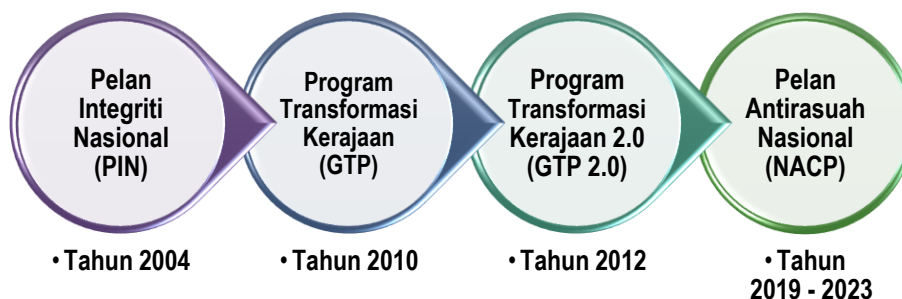 Pelan
Integriti
Nasional
(PIN)
Program
Transformasi
Kerajaan
(GTP)
Program
Transformasi
Kerajaan 2.0
(GTP 2.0)
Pelan
Antirasuah
Nasional
(NACP)
• Tahun 2004
• Tahun 2010
• Tahun 2012
• Tahun
2019 - 2023